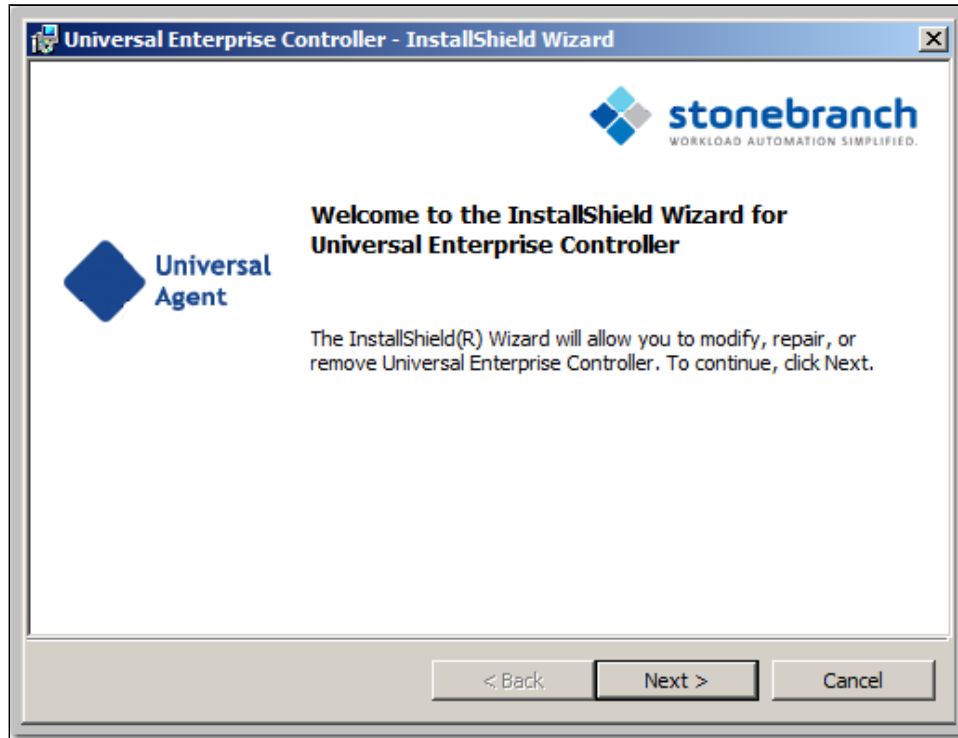 Universal Enterprise Controller - InstallShield Wizard
stonebranch
WORKLOAD AUTOMATION SIMPLIFIED.
Welcome to the InstallShield Wizard for
Universal Enterprise Controller
Universal
Agent
The InstallShield(R) Wizard will allow you to modify, repair, or
remove Universal Enterprise Controller. To continue, click Next.
< Back
Next >
Cancel